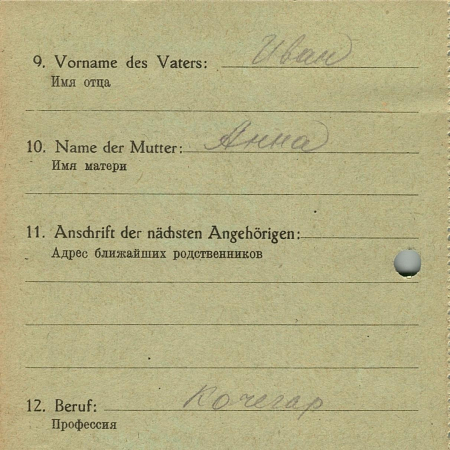 9. Vorname des Vaters: Иван
Имя отца
10. Name der Mutter: Анна
Имя матери
11. Anschrift der nächsten Angehörigen:
Адрес ближайших родственников
12. Beruf: Кочегар
Профессия